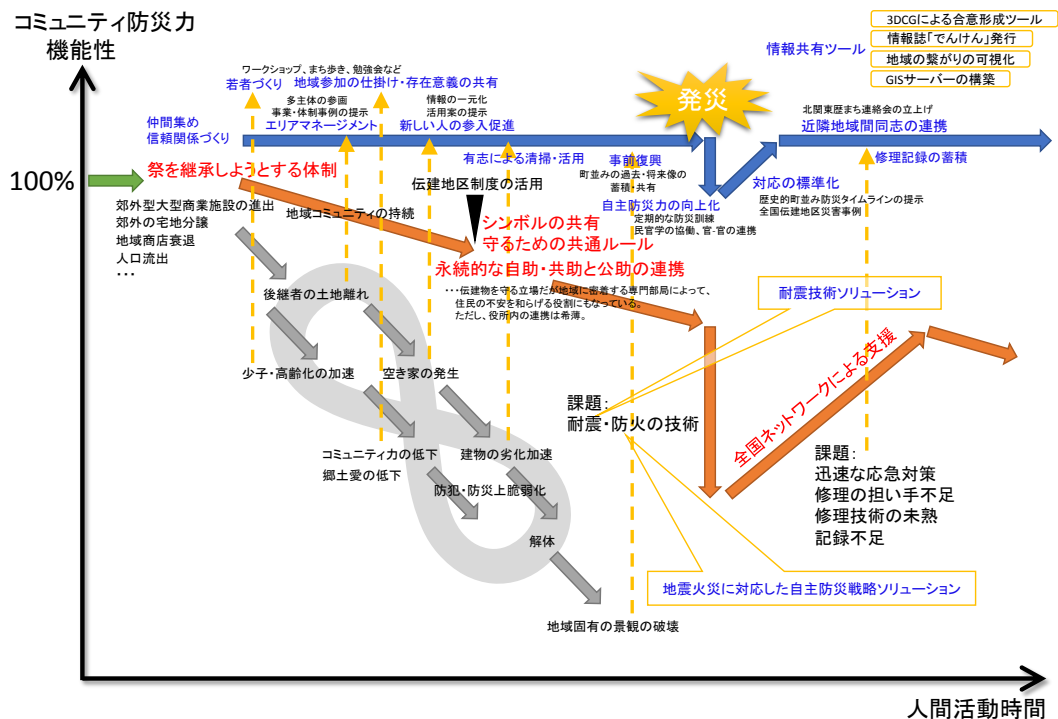 コミュニティ防災力
機能性
100%
3DCGによる合意形成ツール
情報誌「でんけん」発行
地域の繋がりの可視化
GISサーバーの構築
情報共有ツール
ワークショップ、まち歩き、勉強会など
若者づくり
地域参加の仕掛け・存在意義の共有
多主体の参画
事業・体制事例の提示
エリアマネージメント
情報の一元化
活用案の提示
新しい人の参入促進
仲間集め
信頼関係づくり
発災
北関東歴まち連絡会の立上げ
近隣地域間同志の連携
祭を継承しようとする体制
有志による清掃・活用
事前復興
町並みの過去・将来像の
蓄積・共有
自主防災力の向上化
定期的な防災訓練
民官学の協働、官-官の連携
修理記録の蓄積
対応の標準化
歴史的町並み防災タイムラインの提示
全国伝建地区災害事例
伝建地区制度の活用
郊外型大型商業施設の進出
郊外の宅地分譲
地域商店衰退
人口流出
・・・
地域コミュニティの持続
シンボルの共有
守るための共通ルール
永続的な自助・共助と公助の連携
・・・伝建物を守る立場だが地域に密着する専門部局によって、
住民の不安を和らげる役割にもなっている。
ただし、役所内の連携は希薄。
後継者の土地離れ
少子・高齢化の加速
空き家の発生
コミュニティカの低下
郷土愛の低下
建物の劣化加速
防犯・防災上脆弱化
解体
地域固有の景観の破壊
耐震技術ソリューション
課題:
耐震・防火の技術
全国ネットワークによる支援
課題:
迅速な応急対策
修理の担い手不足
修理技術の未熟
記録不足
地震火災に対応した自主防災戦略ソリューション
人間活動時間